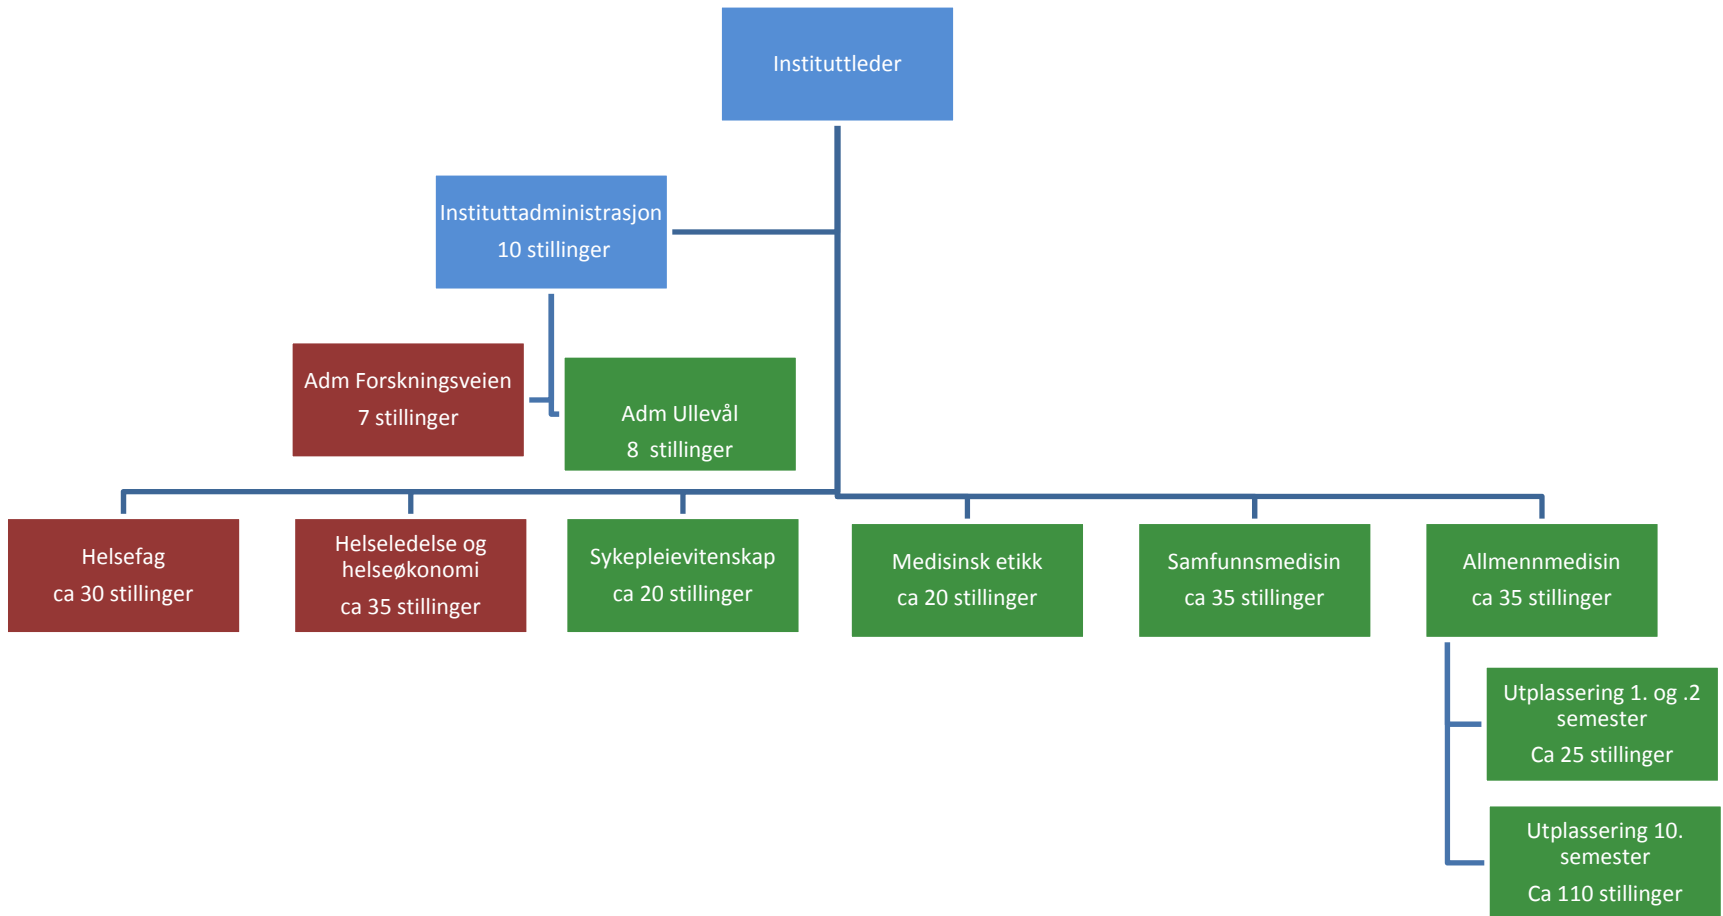 Instituttleder
Instituttadministrasjon
10 stillinger
Adm Forskningsveien
7 stillinger
Adm Ullevål
8  stillinger
Helsefag
ca 30 stillinger
Helseledelse og
helseøkonomi
ca 35 stillinger
Sykepleievitenskap
ca 20 stillinger
Medisinsk etikk
ca 20 stillinger
Samfunnsmedisin
ca 35 stillinger
Allmennmedisin
ca 35 stillinger
Utplassering 1. og .2
semester
Ca 25 stillinger
Utplassering 10.
semester
Ca 110 stillinger